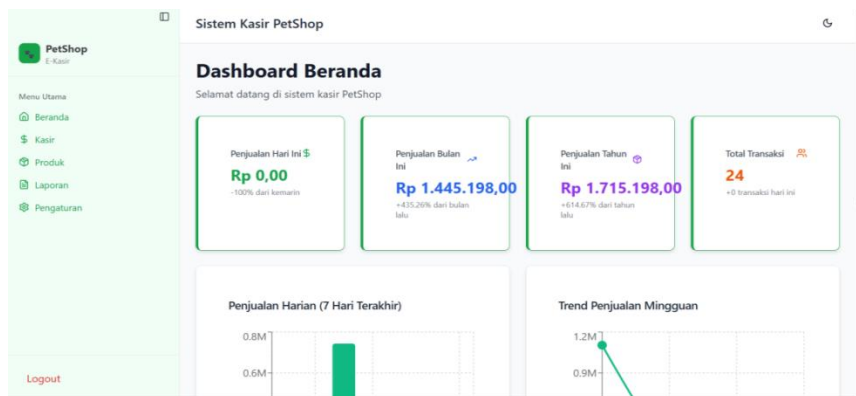 PetShop
E-Kasir
Menu Utama
Beranda
Kasir
Produk
Laporan
Pengaturan
Logout
Sistem Kasir PetShop
Dashboard Beranda
Selamat datang di sistem kasir PetShop
Penjualan Hari Ini
Rp 0,00
-100% dari kemarin
Penjualan Bulan
Ini
Rp 1.445.198,00
+435.26% dari bulan
lalu
Penjualan Tahun
Ini
Rp 1.715.198,00
+614.67% dari tahun
lalu
Total Transaksi
24
+0 transaksi hari ini
Penjualan Harian (7 Hari Terakhir)
0.8M
0.6M
Trend Penjualan Mingguan
1.2M
0.9M